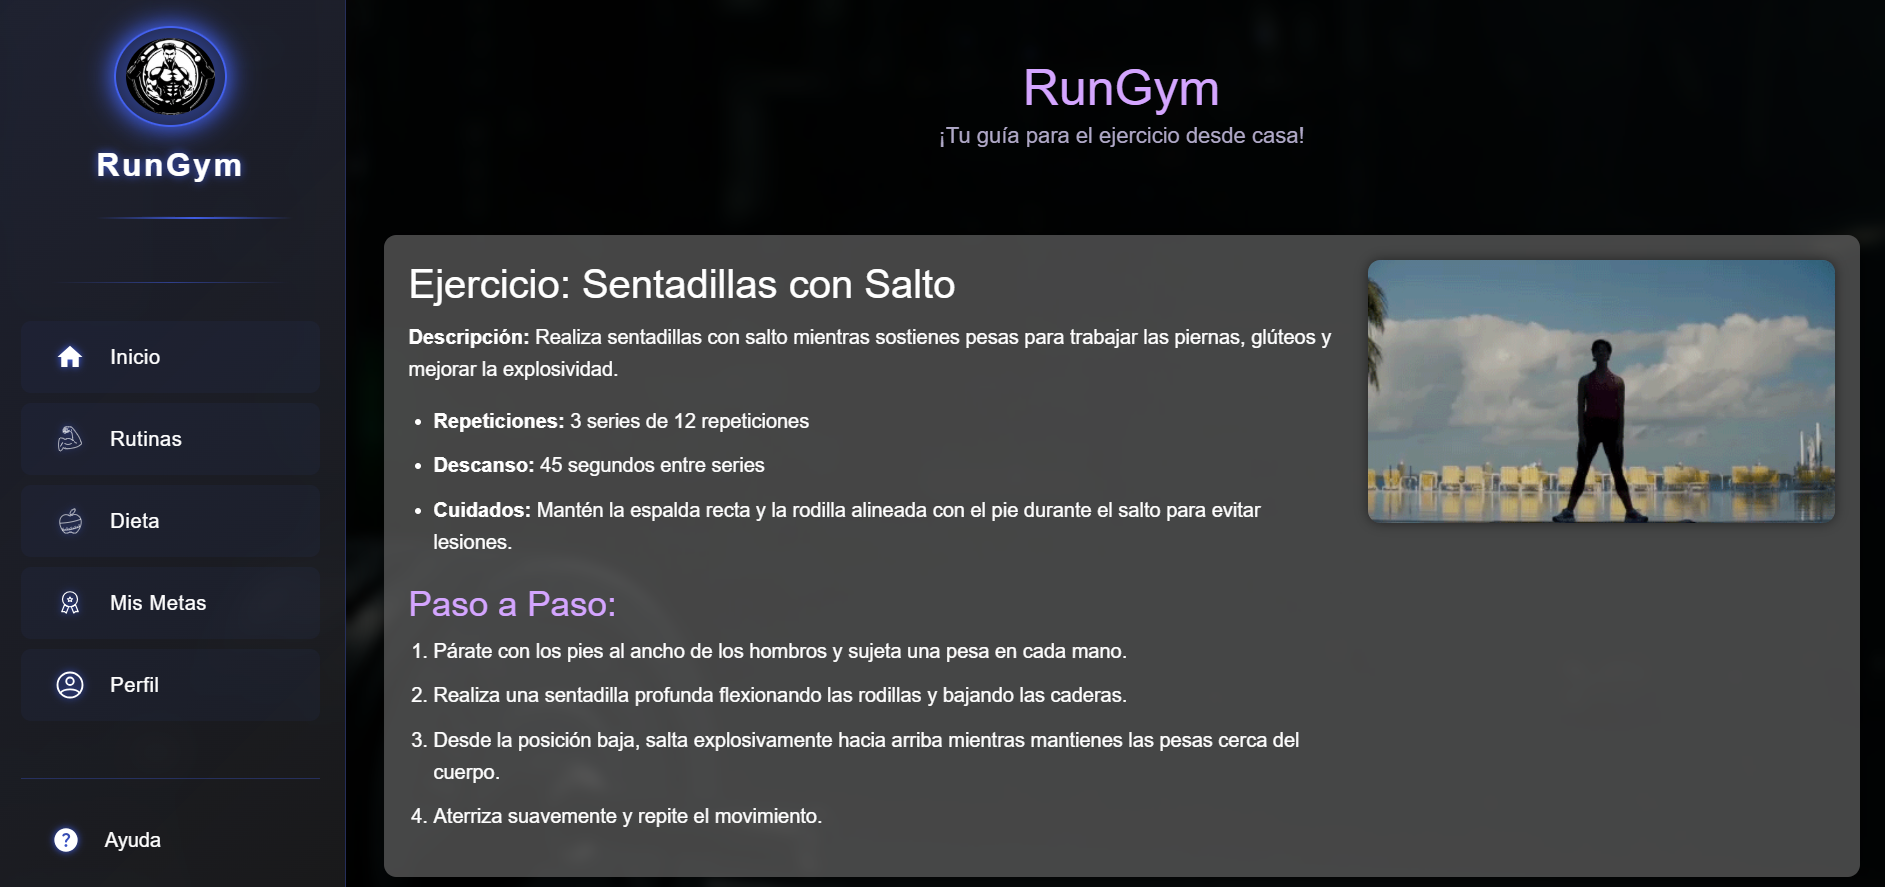 RunGym
Inicio
Rutinas
Dieta
Mis Metas
Perfil
Ayuda
RunGym
¡Tu guía para el ejercicio desde casa!
Ejercicio: Sentadillas con Salto
Descripción: Realiza sentadillas con salto mientras sostienes pesas para trabajar las piernas, glúteos y
mejorar la explosividad.
• Repeticiones: 3 series de 12 repeticiones
• Descanso: 45 segundos entre series
• Cuidados: Mantén la espalda recta y la rodilla alineada con el pie durante el salto para evitar
lesiones.
Paso a Paso:
1. Párate con los pies al ancho de los hombros y sujeta una pesa en cada mano.
2. Realiza una sentadilla profunda flexionando las rodillas y bajando las caderas.
3. Desde la posición baja, salta explosivamente hacia arriba mientras mantienes las pesas cerca del
cuerpo.
4. Aterriza suavemente y repite el movimiento.